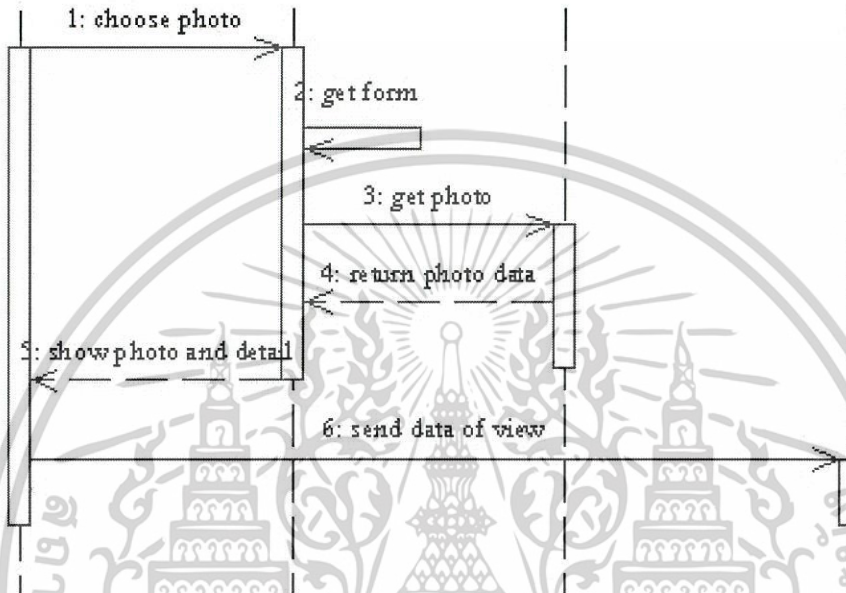 1: choose photo
2: get form
3: get photo
4: return photo data
5: show photo and detail
6: send data of view